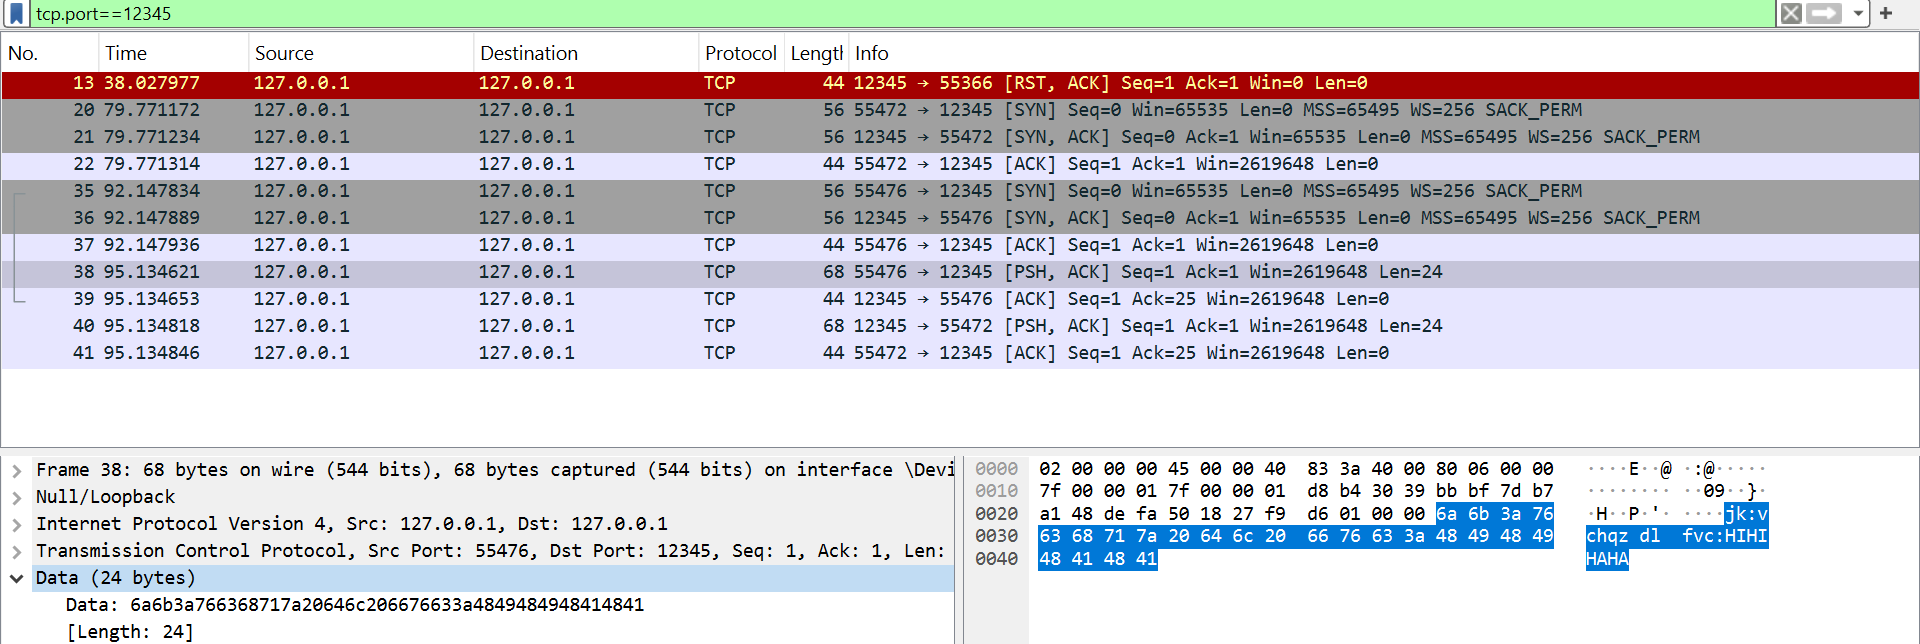 tcp.port==12345
No. Time Source Destination Protocol Length Info
13 38.027977 127.0.0.1 127.0.0.1 TCP 44 12345 → 55366 [RST, ACK] Seq=1 Ack=1 Win=0 Len=0
20 79.771172 127.0.0.1 127.0.0.1 TCP 56 55472 → 12345 [SYN] Seq=0 Win=65535 Len=0 MSS=65495 WS=256 SACK_PERM
21 79.771234 127.0.0.1 127.0.0.1 TCP 56 12345 → 55472 [SYN, ACK] Seq=0 Ack=1 Win=65535 Len=0 MSS=65495 WS=256 SACK_PERM
22 79.771314 127.0.0.1 127.0.0.1 TCP 44 55472 → 12345 [ACK] Seq=1 Ack=1 Win=2619648 Len=0
35 92.147834 127.0.0.1 127.0.0.1 TCP 56 55476 → 12345 [SYN] Seq=0 Win=65535 Len=0 MSS=65495 WS=256 SACK_PERM
36 92.147889 127.0.0.1 127.0.0.1 TCP 56 12345 → 55476 [SYN, ACK] Seq=0 Ack=1 Win=65535 Len=0 MSS=65495 WS=256 SACK_PERM
37 92.147936 127.0.0.1 127.0.0.1 TCP 44 55476 → 12345 [ACK] Seq=1 Ack=1 Win=2619648 Len=0
38 95.134621 127.0.0.1 127.0.0.1 TCP 68 55476 → 12345 [PSH, ACK] Seq=1 Ack=1 Win=2619648 Len=24
39 95.134653 127.0.0.1 127.0.0.1 TCP 44 12345 → 55476 [ACK] Seq=1 Ack=25 Win=2619648 Len=0
40 95.134818 127.0.0.1 127.0.0.1 TCP 68 12345 → 55472 [PSH, ACK] Seq=1 Ack=1 Win=2619648 Len=24
41 95.134846 127.0.0.1 127.0.0.1 TCP 44 55472 → 12345 [ACK] Seq=1 Ack=25 Win=2619648 Len=0
Frame 38: 68 bytes on wire (544 bits), 68 bytes captured (544 bits) on interface \Devi
Null/Loopback
Internet Protocol Version 4, Src: 127.0.0.1, Dst: 127.0.0.1
Transmission Control Protocol, Src Port: 55476, Dst Port: 12345, Seq: 1, Ack: 1, Len:
Data (24 bytes)
Data: 6a6b3a766368717a20646c206676633a4849484948414841
[Length: 24]
0000 02 00 00 00 45 00 00 40 83 3a 40 00 80 06 00 00 ····E··@ ·:@·····
0010 7f 00 00 01 7f 00 00 01 d8 b4 30 39 bb bf 7d b7 ········ ··09··}·
0020 a1 48 de fa 50 18 27 f9 d6 01 00 00 6a 6b 3a 76 ·H··P·'· ····jk:v
0030 63 68 71 7a 20 64 6c 20 66 76 63 3a 48 49 48 49 chqz dl  fvc:HIHI
0040 48 41 48 41 HAHA